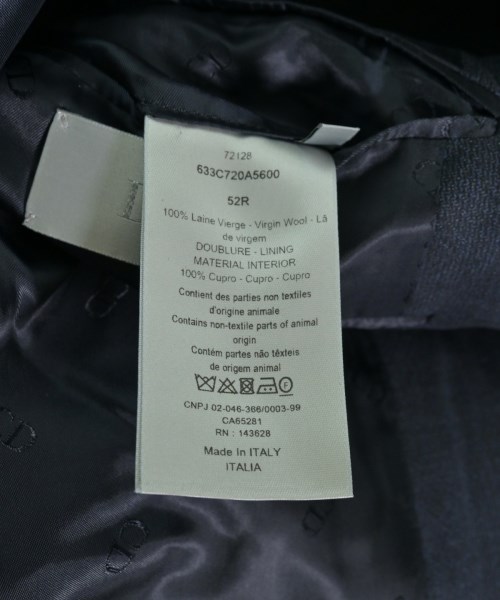 72128
633C720A5600
52R
100% Laine Vierge - Virgin Wool - Lã
de virgem
DOUBLURE - LINING
MATERIAL INTERIOR
100% Cupro - Cupro - Cupro
Contient des parties non textiles
d'origine animale
Contains non-textile parts of animal
origin
Contém partes não têxteis
de origem animal
CNPJ 02-046-366/0003-99
CA65281
RN : 143628
Made In ITALY
ITALIA